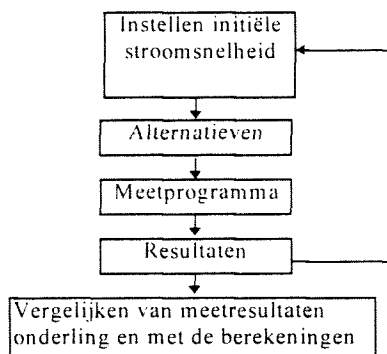 Instellen initiële
stroomsnelheid
Alternatieven
Meetprogramma
Resultaten
Vergelijken van meetresultaten
onderling en met de berekeningen